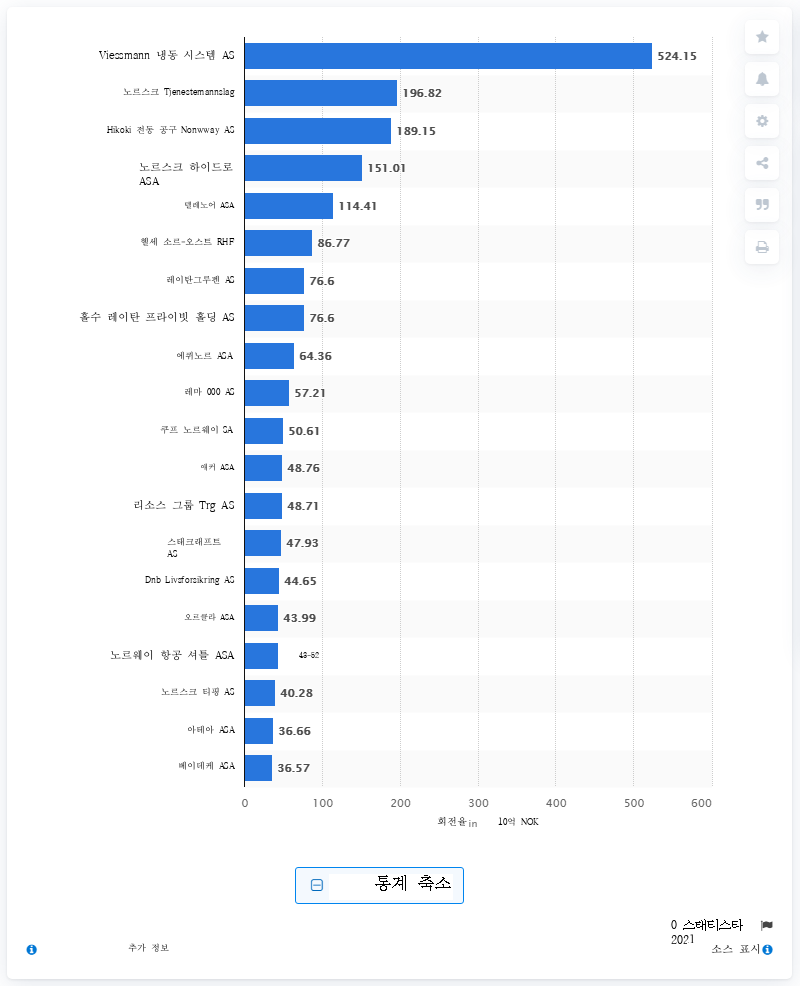 Viessmann 냉동 시스템 AS
524.15
노르스크 Tjenestemannslag
196.82
Hikoki 전동 공구 Norwway AS
189.15
노르스크 하이드로
ASA
151.01
텔레노어 ASA
114.41
헬세 소르-오스트 RHF
86.77
레이탄그루펜 AS
76.6
홀수 레이탄 프라이빗 홀딩 AS
76.6
에퀴노르 ASA
64.36
레마 000 AS
57.21
쿠프 노르웨이 SA
50.61
애커 ASA
48.76
리소스 그룹 Trg AS
48.71
스태크래프트
AS
47.93
Dnb Livsforsikring AS
44.65
오르클라 ASA
43.99
노르웨이 항공 셔틀 ASA
43-52
노르스크 티핑 AS
40.28
아테아 ASA
36.66
베이데케 ASA
36.57
0 100 200 300 400 500 600
회전율 in 10억 NOK
통계 축소
0 스태티스타
2021
추가 정보
소스 표시